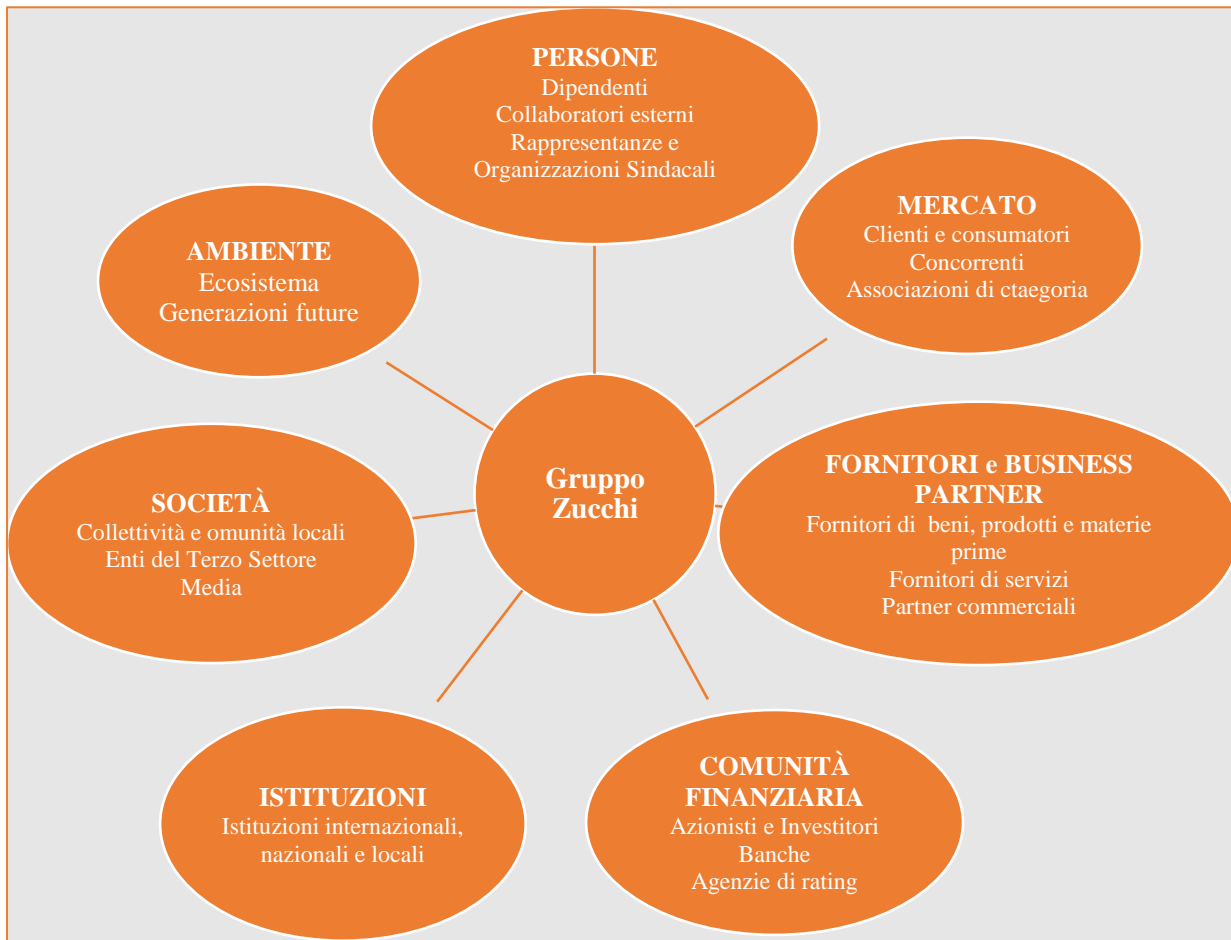 PERSONE
Dipendenti
Collaboratori esterni
Rappresentanze e
Organizzazioni Sindacali
MERCATO
Clienti e consumatori
Concorrenti
Associazioni di ctaegoria
AMBIENTE
Ecosistema
Generazioni future
Gruppo
Zucchi
FORNITORI e BUSINESS
PARTNER
Fornitori di beni, prodotti e materie
prime
Fornitori di servizi
Partner commerciali
SOCIETÀ
Collettività e omunità locali
Enti del Terzo Settore
Media
ISTITUZIONI
Istituzioni internazionali,
nazionali e locali
COMUNITÀ
FINANZIARIA
Azionisti e Investitori
Banche
Agenzie di rating